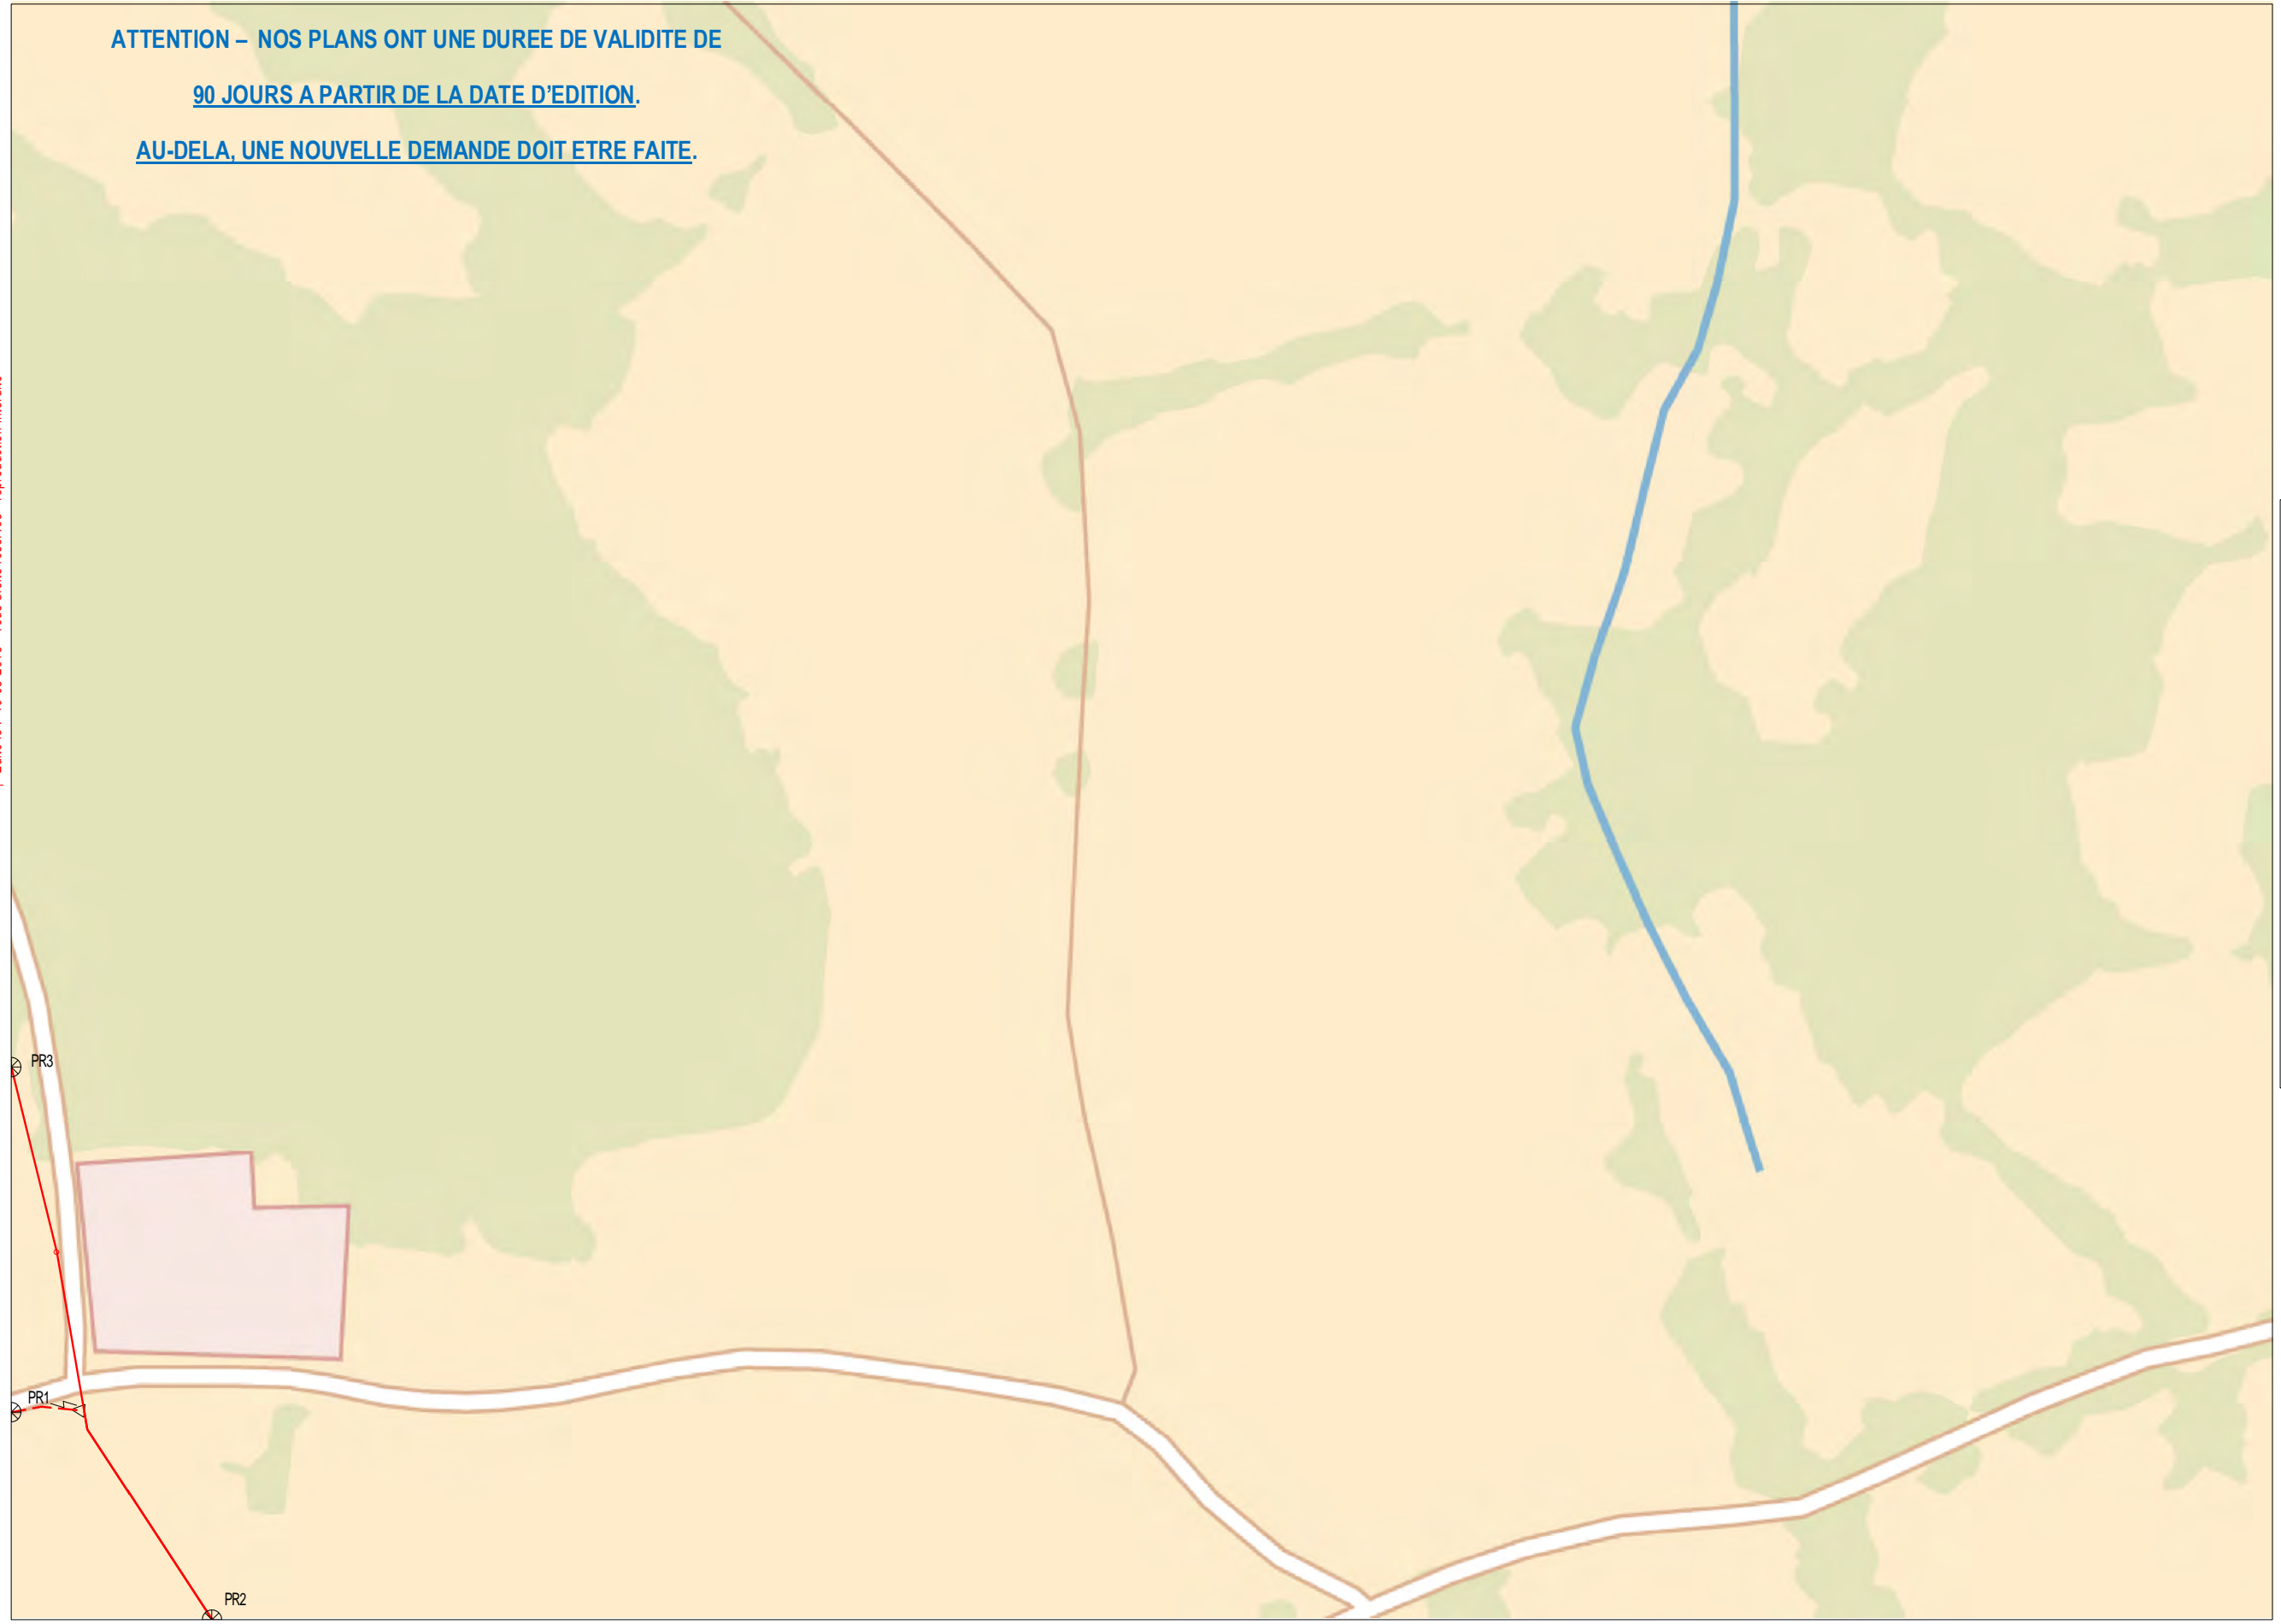 ATTENTION – NOS PLANS ONT UNE DUREE DE VALIDITE DE
90 JOURS A PARTIR DE LA DATE D’EDITION.
AU-DELA, UNE NOUVELLE DEMANDE DOIT ETRE FAITE.
PR3
PR1
PR2